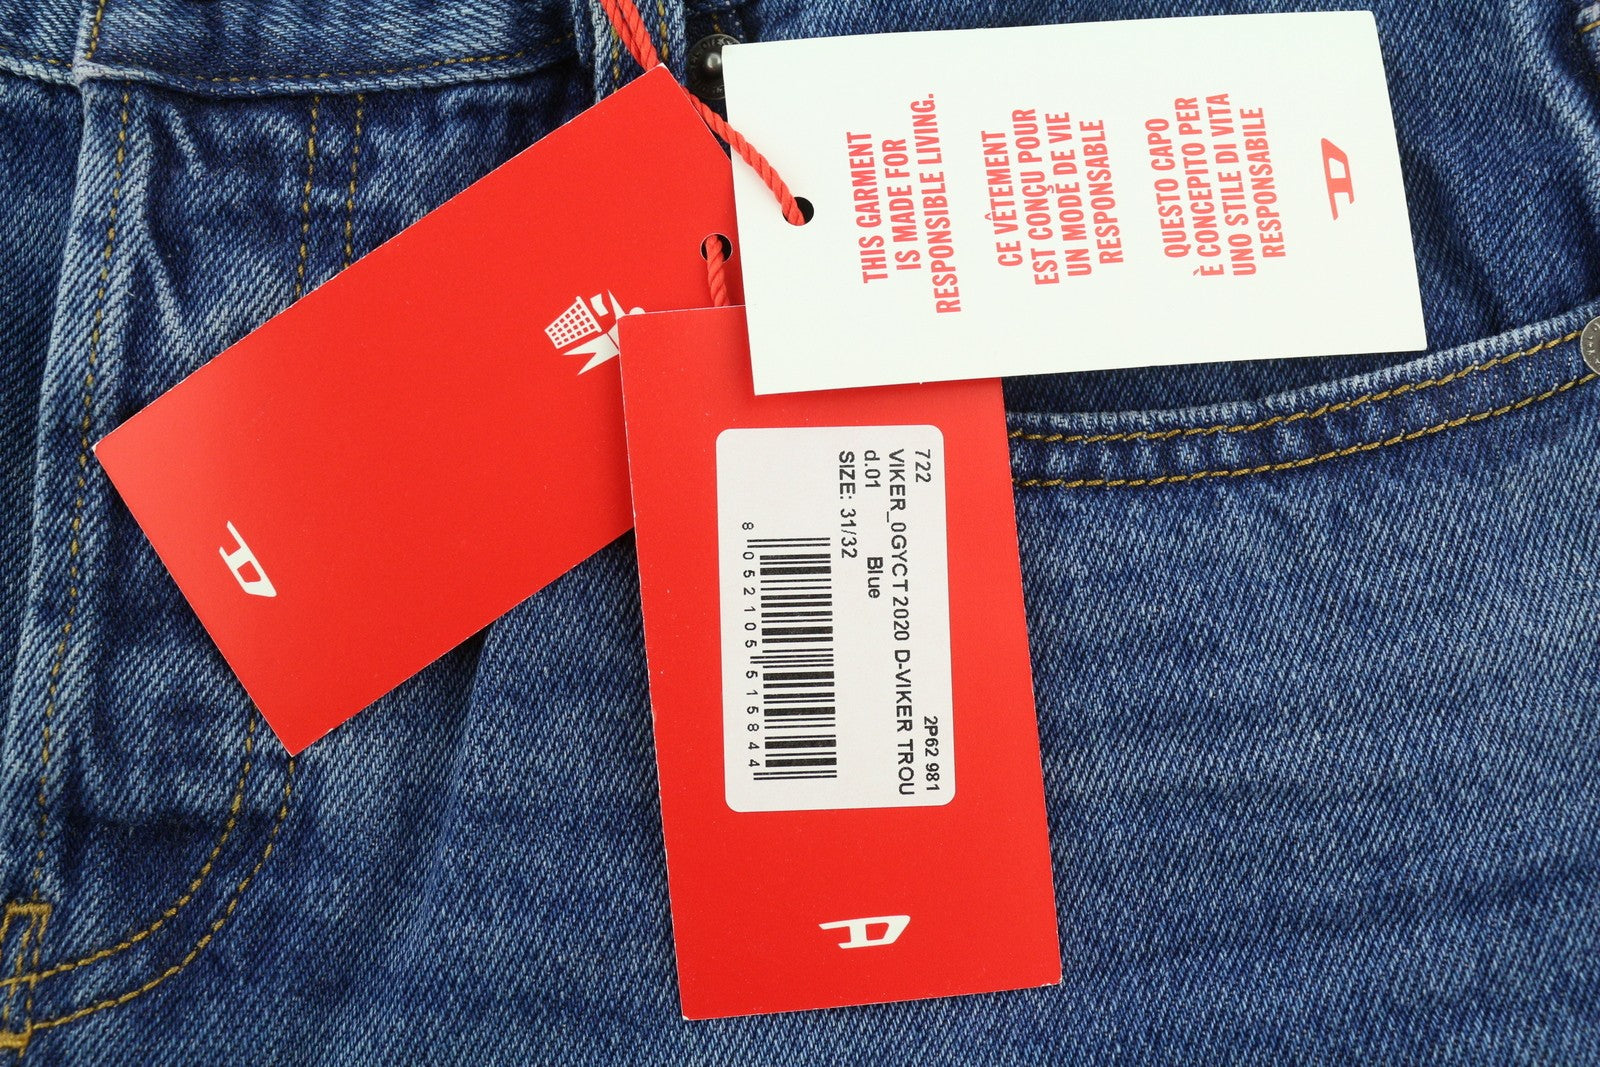 THIS GARMENT
IS MADE FOR
RESPONSIBLE LIVING.
CE VÊTEMENT
EST CONÇU POUR
UN MODE DE VIE
RESPONSABLE
QUESTO CAPO
È CONCEPITO PER
UNO STILE DI VITA
RESPONSABILE
D
D
722 2P62 981
VIKER_0GYCT 2020 D-VIKER TROU
d.01 Blue
SIZE: 31/32
8 052105 515844
D